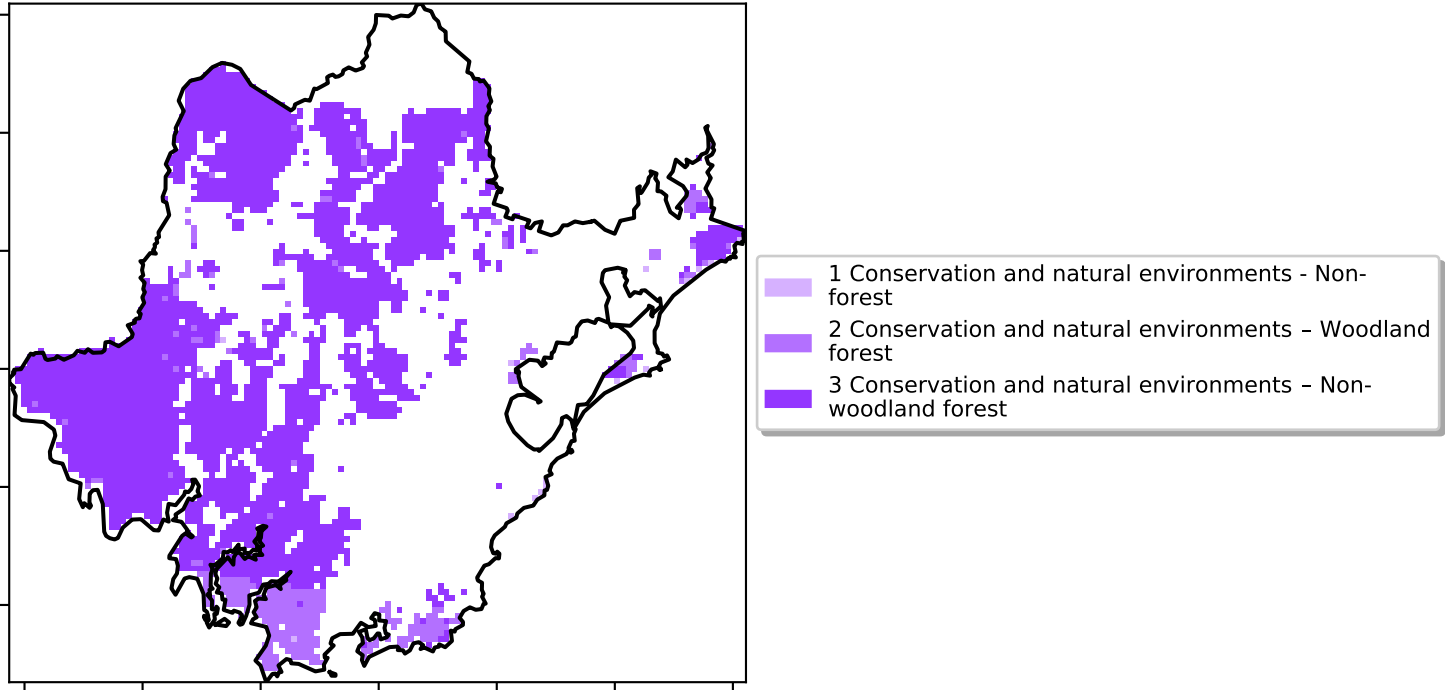 1 Conservation and natural environments - Non-
forest
2 Conservation and natural environments – Woodland
forest
3 Conservation and natural environments – Non-
woodland forest